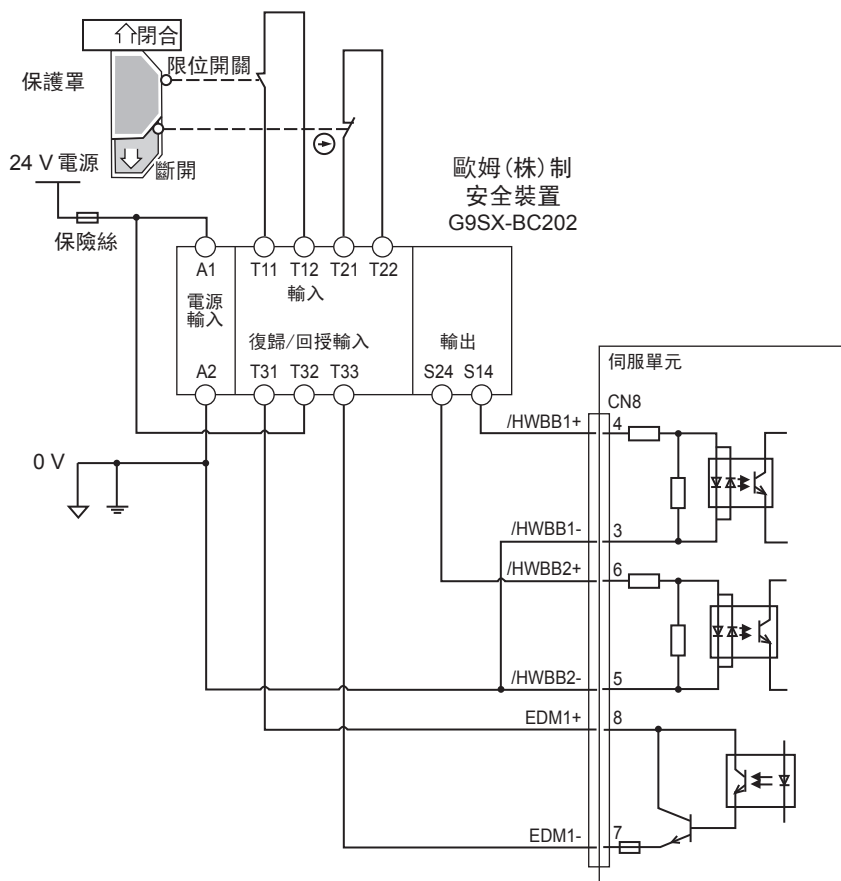 閉合
限位開關
保護罩
斷開
24 V 電源
保險絲
歐姆(株)制
安全裝置
G9SX-BC202
A1 T11 T12 T21 T22
電源
輸入
輸入
復歸/回授輸入
輸出
A2 T31 T32 T33 S24 S14
伺服單元
CN8
/HWBB1+ 4
0 V
/HWBB1- 3
/HWBB2+ 6
/HWBB2- 5
EDM1+ 8
EDM1- 7